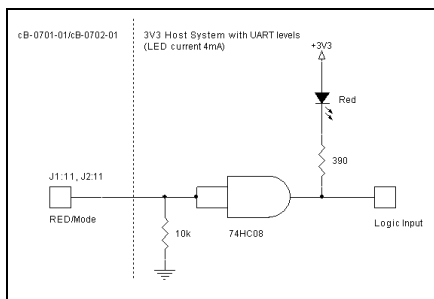 cB-0701-01/cB-0702-01
3V3 Host System with UART levels
(LED current 4mA)
+3V3
Red
390
J1:11, J2:11
RED/Mode
10k
74HC08
Logic Input